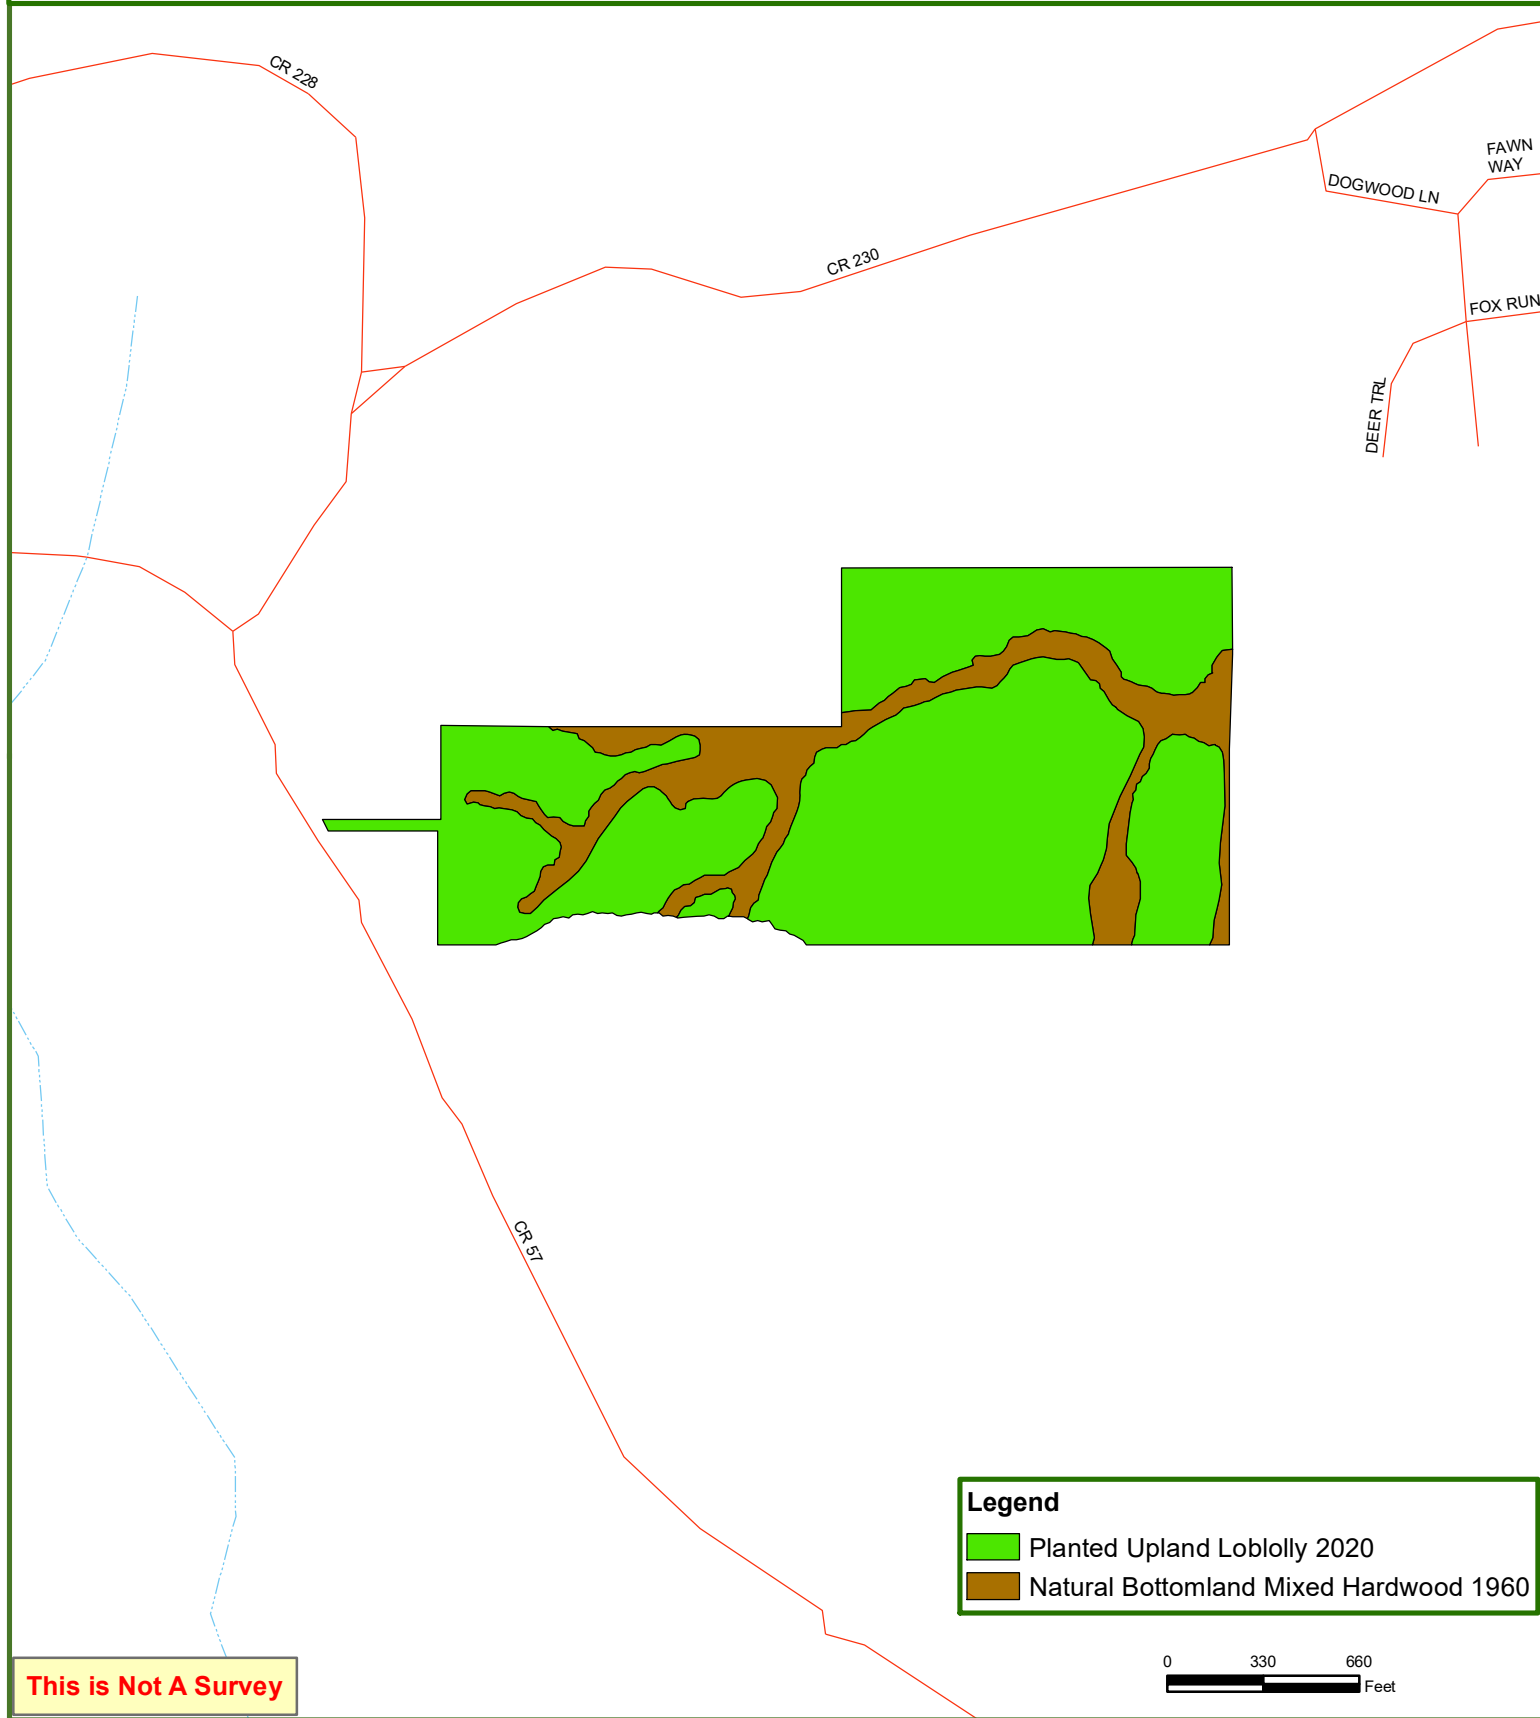 CR 228
FAWN
WAY
DOGWOOD LN
CR 230
FOX RUN
DEER TRL
CR 57
Legend
Planted Upland Loblolly 2020
Natural Bottomland Mixed Hardwood 1960
0 330 660
Feet
This is Not A Survey